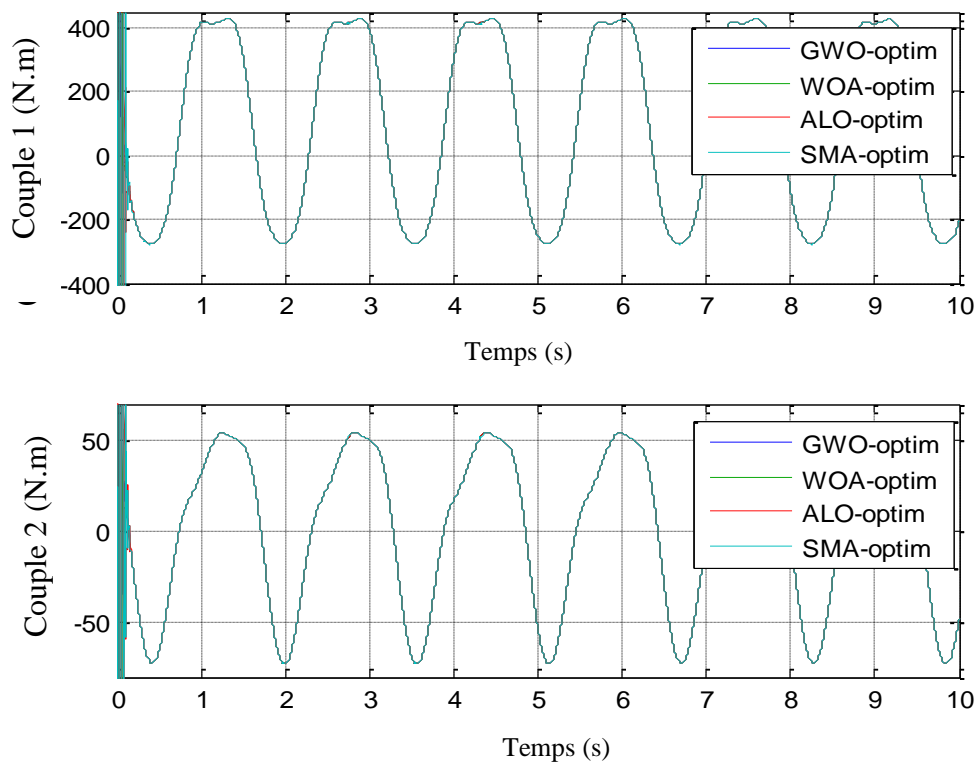 400
200
0
-200
-400
Couple 1 (N.m)
GWO-optim
WOA-optim
ALO-optim
SMA-optim
0 1 2 3 4 5 6 7 8 9 10
Temps (s)
50
0
-50
Couple 2 (N.m)
GWO-optim
WOA-optim
ALO-optim
SMA-optim
0 1 2 3 4 5 6 7 8 9 10
Temps (s)